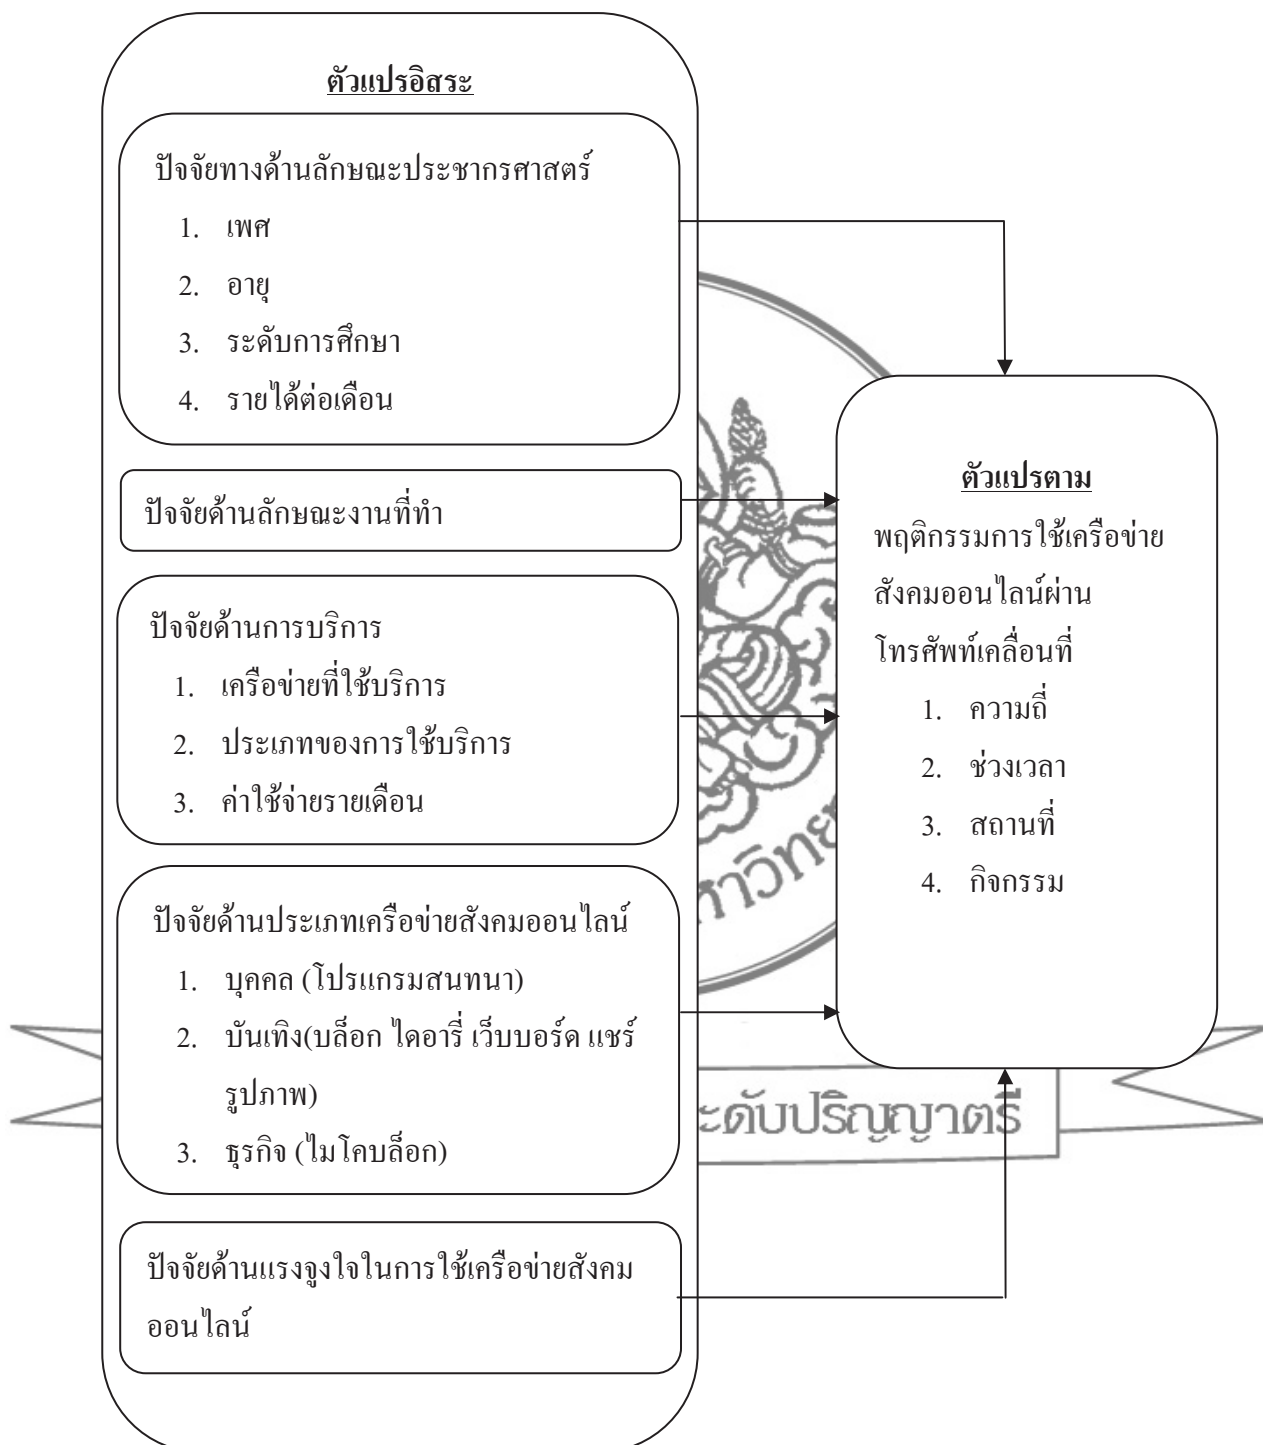 ตัวแปรอิสระ
ปัจจัยทางด้านลักษณะประชากรศาสตร์
1. เพศ
2. อายุ
3. ระดับการศึกษา
4. รายได้ต่อเดือน
ปัจจัยด้านลักษณะงานที่ทำ
ปัจจัยด้านการบริการ
1. เครือข่ายที่ใช้บริการ
2. ประเภทของการใช้บริการ
3. ค่าใช้จ่ายรายเดือน
ปัจจัยด้านประเภทเครือข่ายสังคมออนไลน์
1. บุคคล (โปรแกรมสนทนา)
2. บันเทิง(บล็อก ไดอารี่ เว็บบอร์ด แชร์
รูปภาพ)
3. ธุรกิจ (ไมโคบล็อก)
ปัจจัยด้านแรงจูงใจในการใช้เครือข่ายสังคม
ออนไลน์
ตัวแปรตาม
พฤติกรรมการใช้เครือข่าย
สังคมออนไลน์ผ่าน
โทรศัพท์เคลื่อนที่
1. ความถี่
2. ช่วงเวลา
3. สถานที่
4. กิจกรรม
ะดับปริญญาตรี